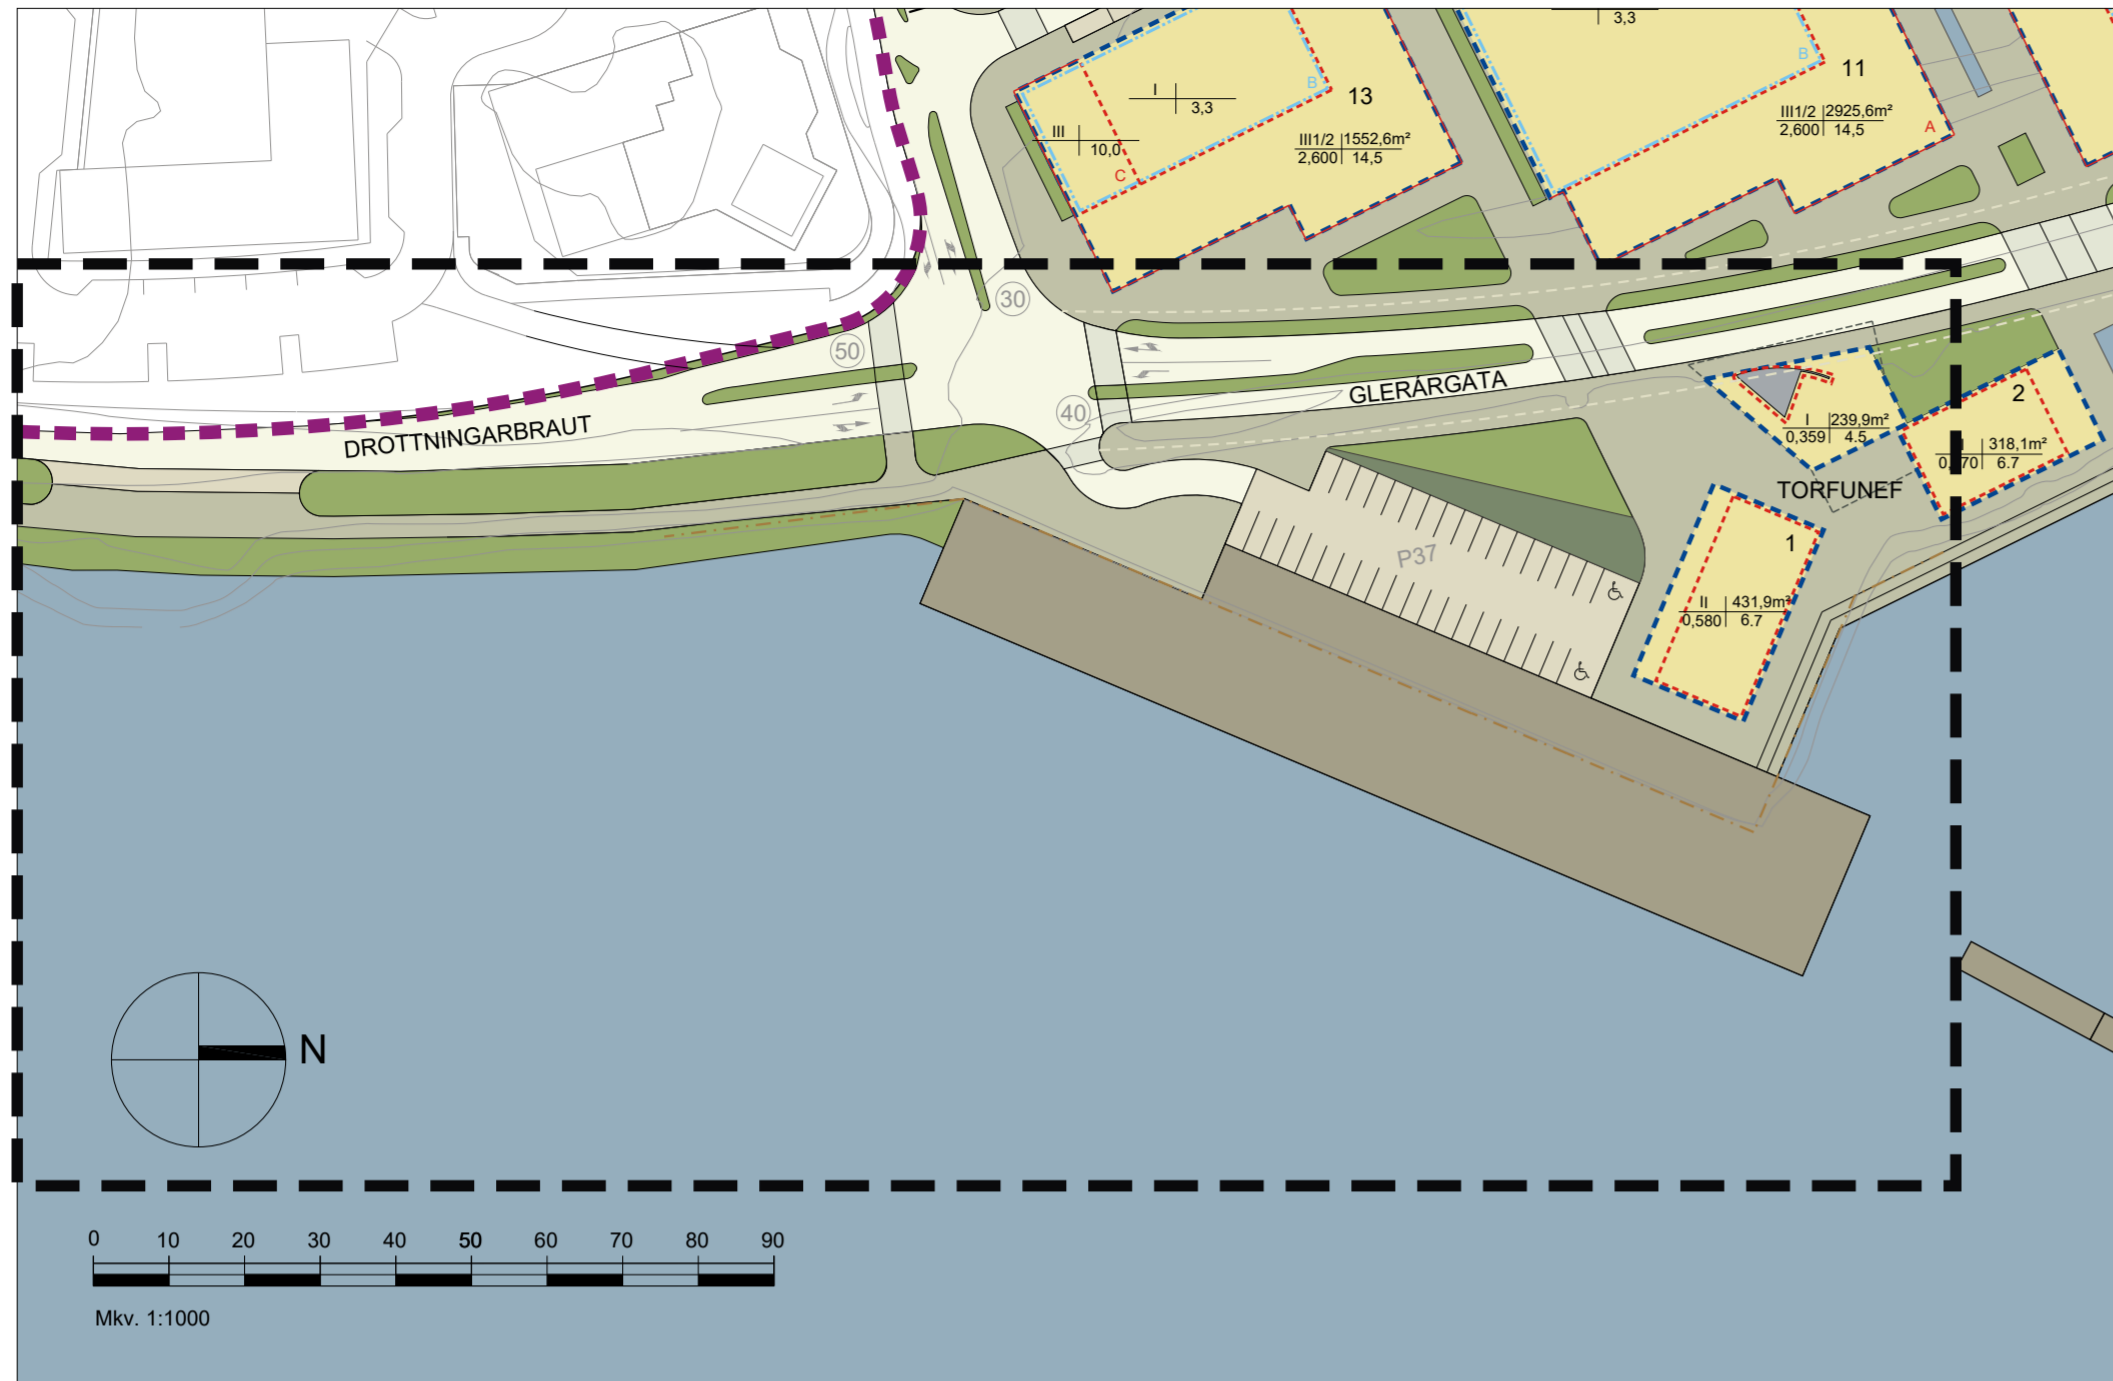 3,3
B
11
I
3,3
B
13
III
10,0
C
III1/2 1552,6m²
2,600 14,5
III1/2 2925,6m²
2,600 14,5
A
30
50
40
DROTTNINGARBRAUT
GLERÁRGATA
2
I 239,9m²
0,359 4.5
318,1m²
6.7
TORFUNEF
1
P37
II 431,9m²
0,580 6.7
N
0 10 20 30 40 50 60 70 80 90
Mkv. 1:1000